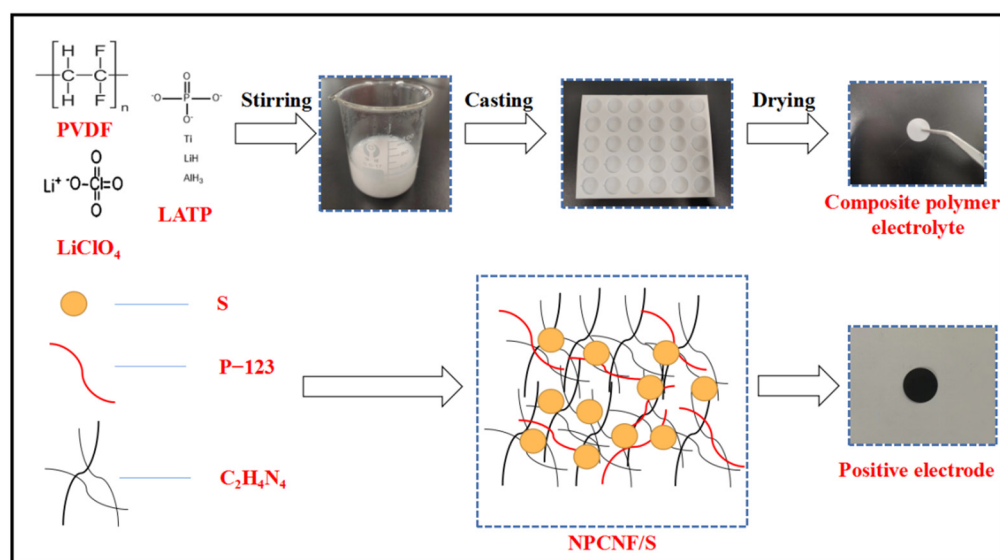 H F
C C
H F n
PVDF
O
⁻O P O⁻
O⁻
Ti
LiH
AlH₃
LATP
Li⁺ ⁻O Cl O
O
O
LiClO₄
Stirring
Casting
Drying
Composite polymer
electrolyte
S
P−123
C₂H₄N₄
NPCNF/S
Positive electrode